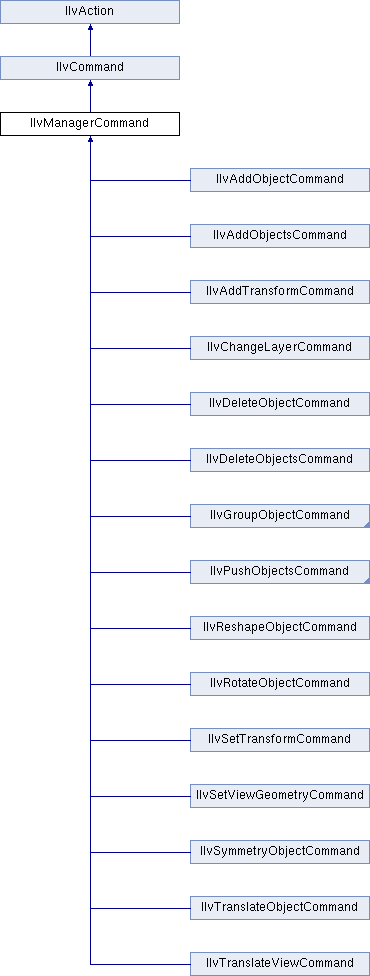 IlvAction
IlvCommand
IlvManagerCommand
IlvAddObjectCommand
IlvAddObjectsCommand
IlvAddTransformCommand
IlvChangeLayerCommand
IlvDeleteObjectCommand
IlvDeleteObjectsCommand
IlvGroupObjectCommand
IlvPushObjectsCommand
IlvReshapeObjectCommand
IlvRotateObjectCommand
IlvSetTransformCommand
IlvSetViewGeometryCommand
IlvSymmetryObjectCommand
IlvTranslateObjectCommand
IlvTranslateViewCommand